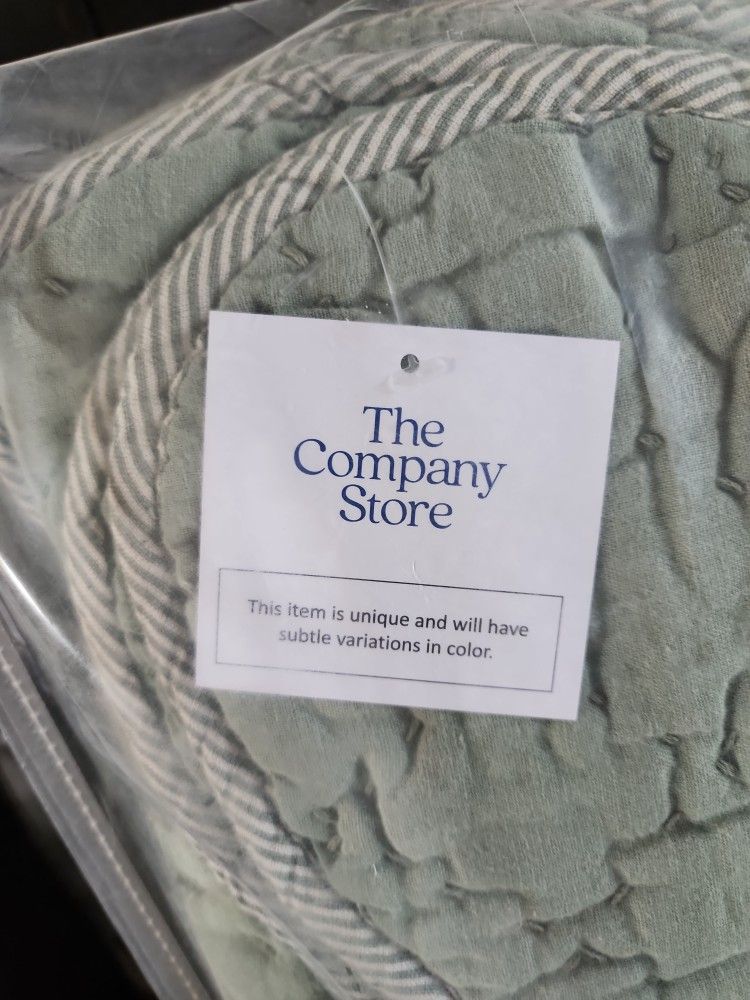 The
Company
Store
This item is unique and will have
subtle variations in color.